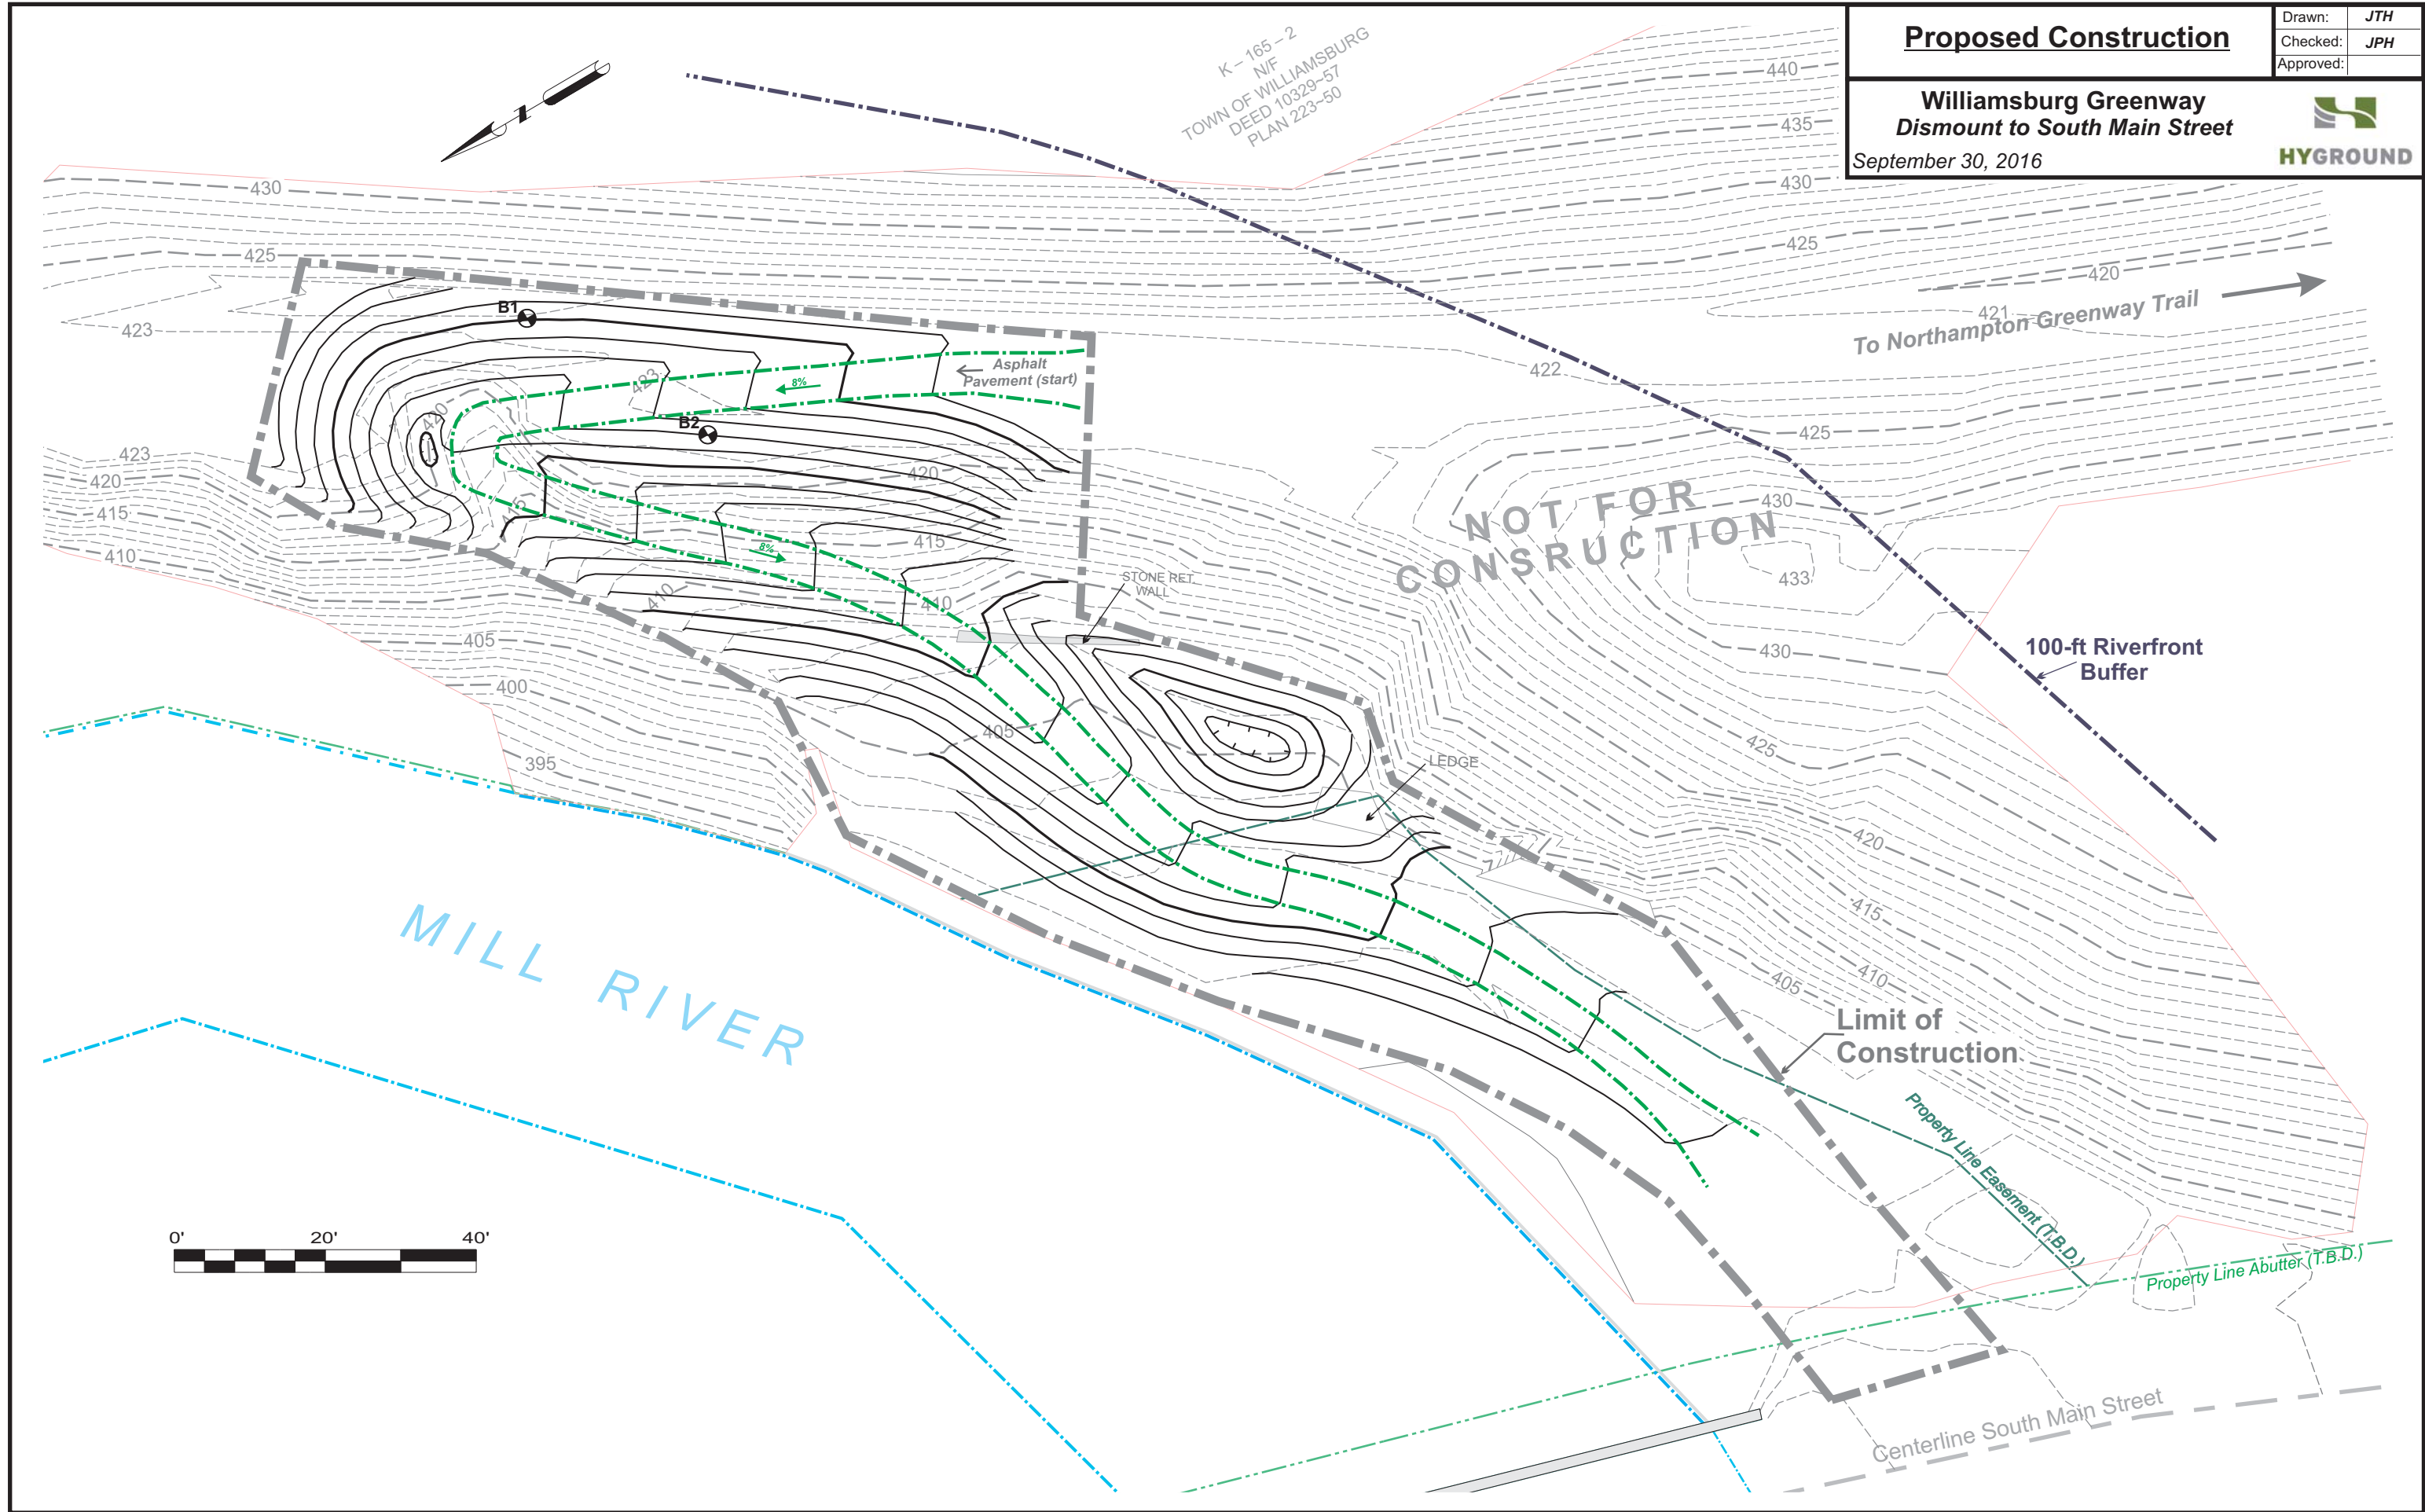 Proposed Construction
Drawn: JTH
Checked: JPH
Approved:
Williamsburg Greenway
Dismount to South Main Street
September 30, 2016
HYGROUND
K – 165 – 2
N/F
TOWN OF WILLIAMSBURG
DEED 10329~57
PLAN 223~50
440
435
430
430
425
425
420
421
To Northampton Greenway Trail
423
B1
Asphalt
Pavement (start)
8%
422
423
420
B2
425
423
420
420
430
NOT FOR
CONSRUCTION
415
415
415
8%
410
433
STONE RET.
WALL
410
410
405
430
100-ft Riverfront
Buffer
400
405
425
395
LEDGE
420
415
MILL RIVER
410
405
Limit of
Construction
Property Line Easement (T.B.D.)
0' 20' 40'
Property Line Abutter (T.B.D.)
Centerline South Main Street